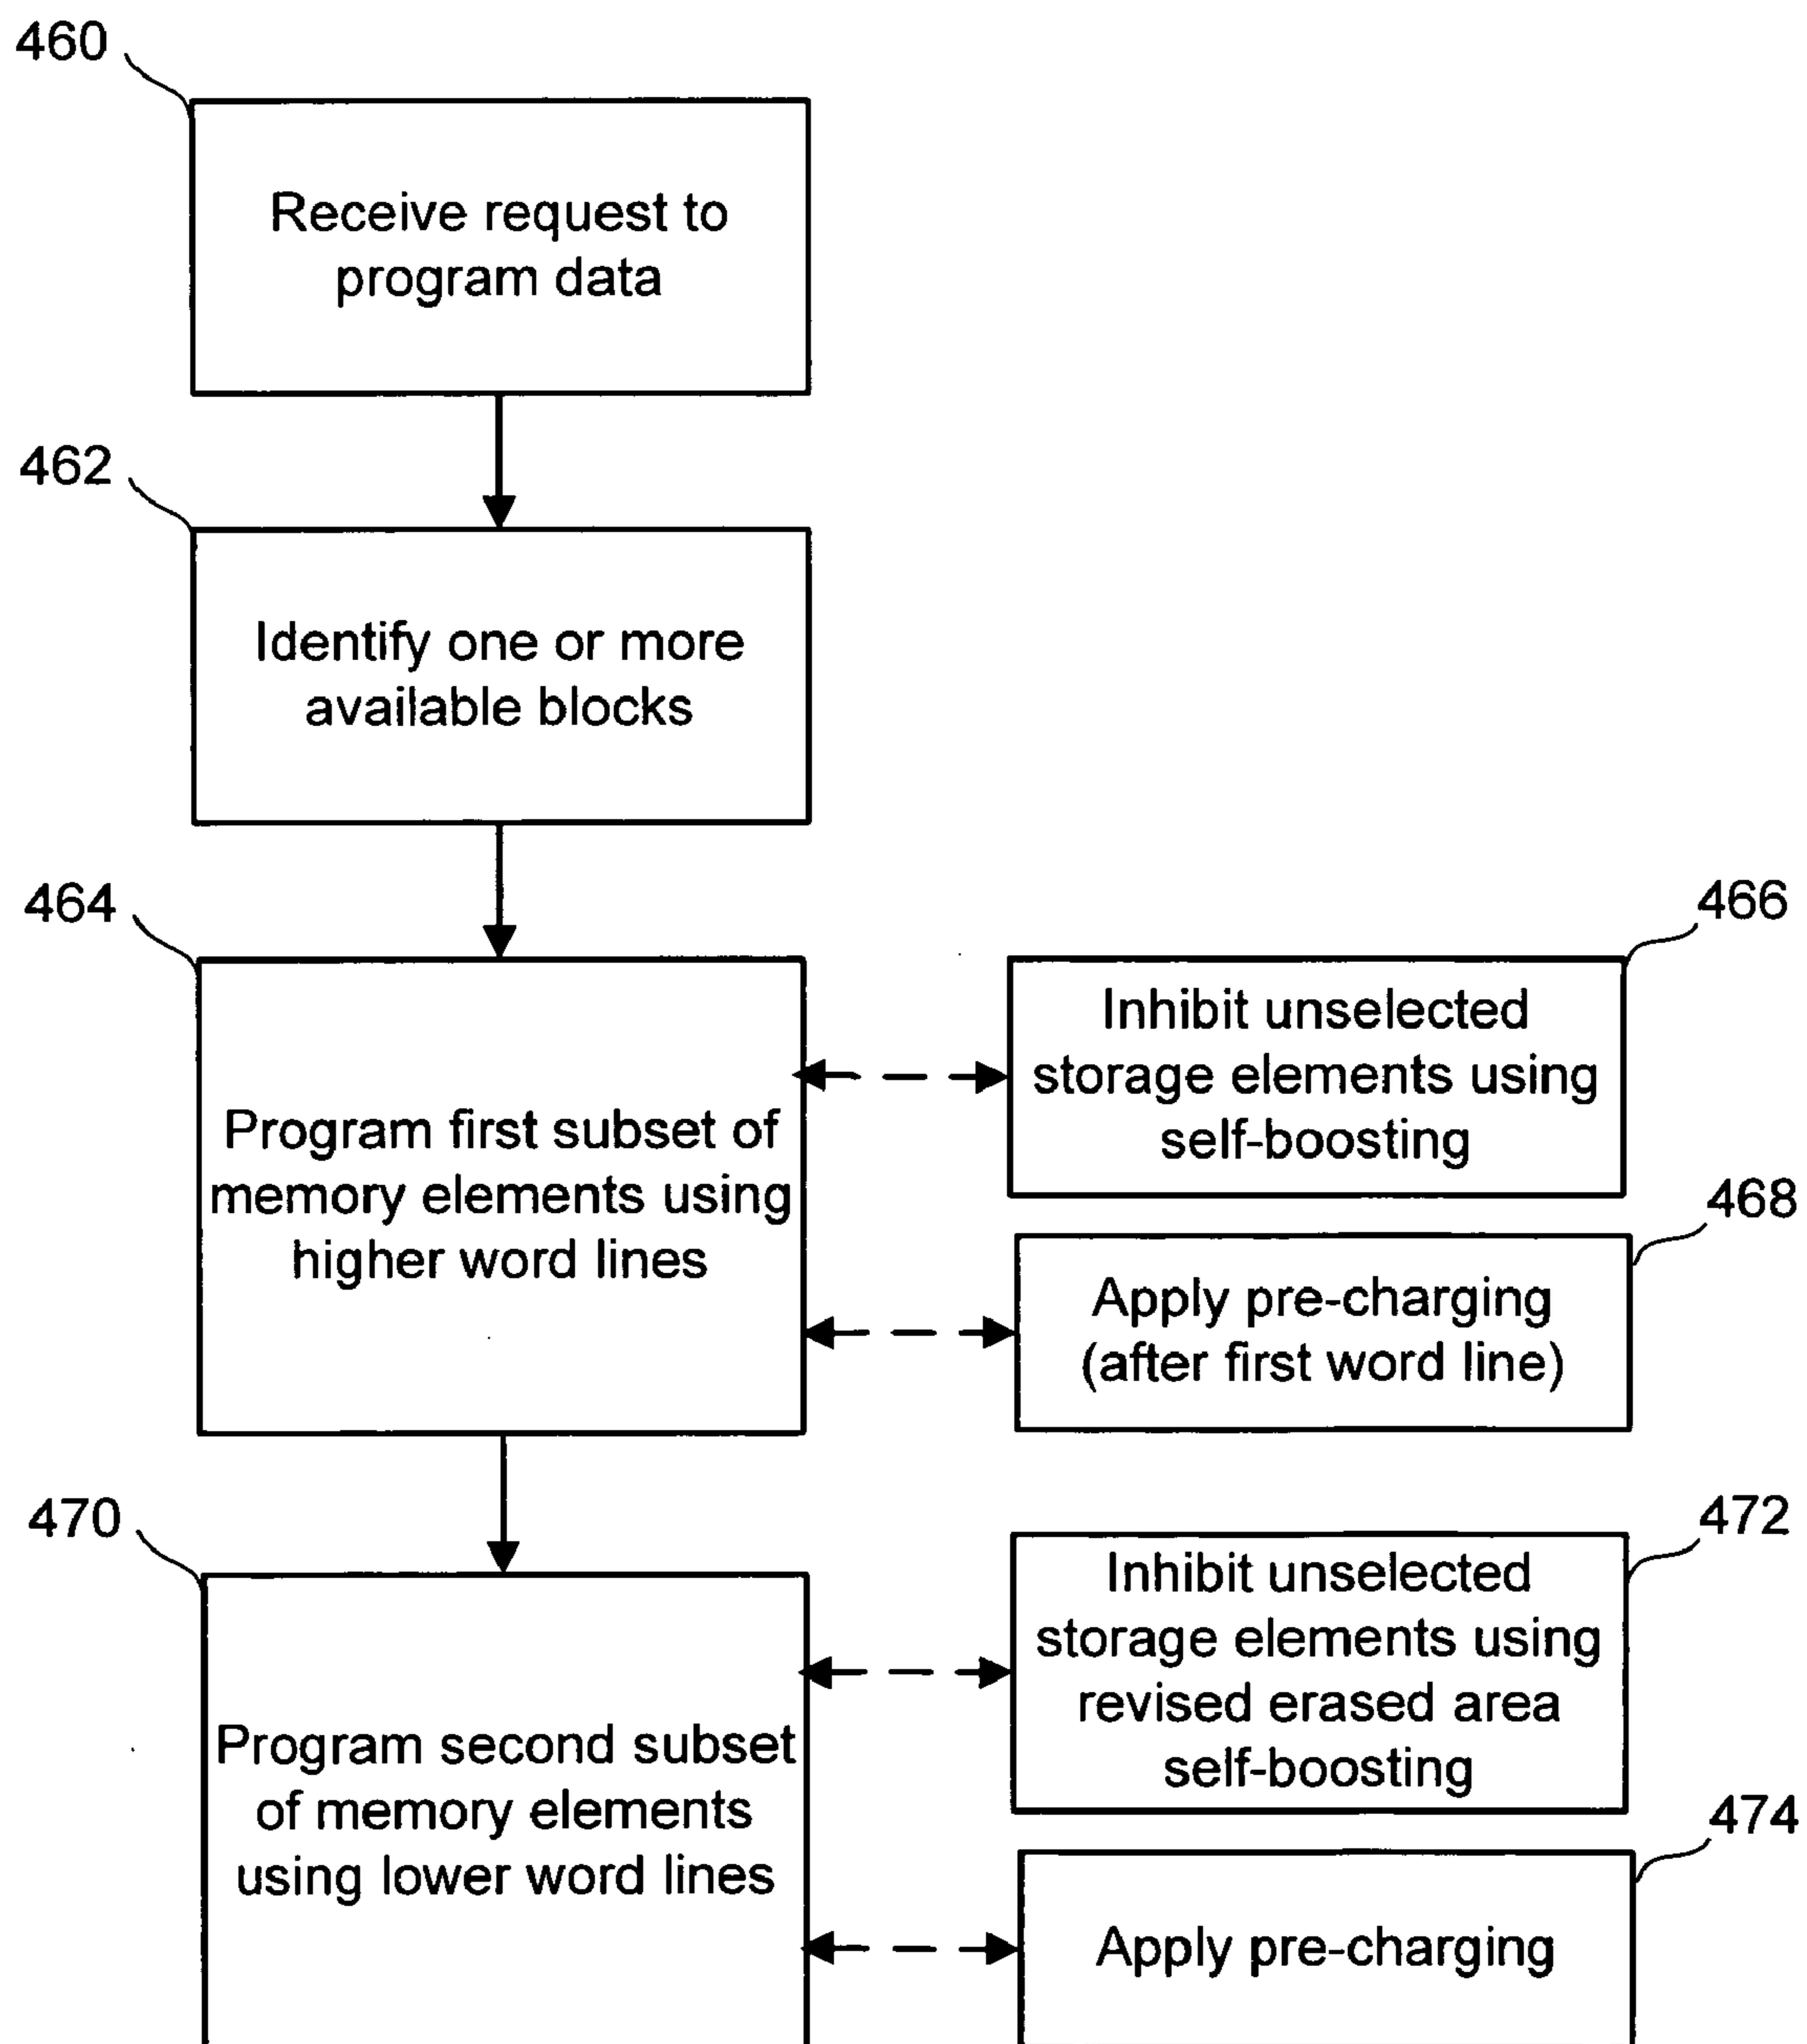 460
Receive request to
program data
462
Identify one or more
available blocks
464
Program first subset of
memory elements using
higher word lines
466
Inhibit unselected
storage elements using
self-boosting
468
Apply pre-charging
(after first word line)
470
Program second subset
of memory elements
using lower word lines
472
Inhibit unselected
storage elements using
revised erased area
self-boosting
474
Apply pre-charging